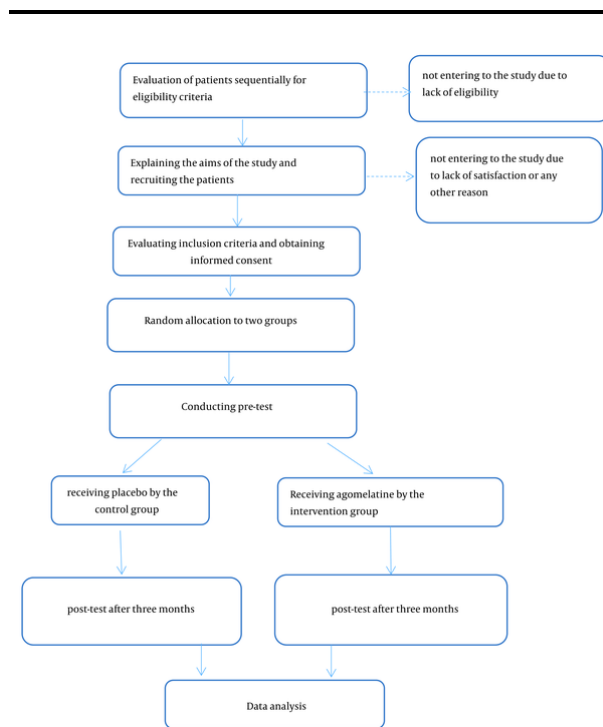 Evaluation of patients sequentially for
eligibility criteria
not entering to the study due to
lack of eligibility
Explaining the aims of the study and
recruiting the patients
not entering to the study due
to lack of satisfaction or any
other reason
Evaluating inclusion criteria and obtaining
informed consent
Random allocation to two groups
Conducting pre-test
receiving placebo by the
control group
Receiving agomelatine by the
intervention group
post-test after three months
post-test after three months
Data analysis